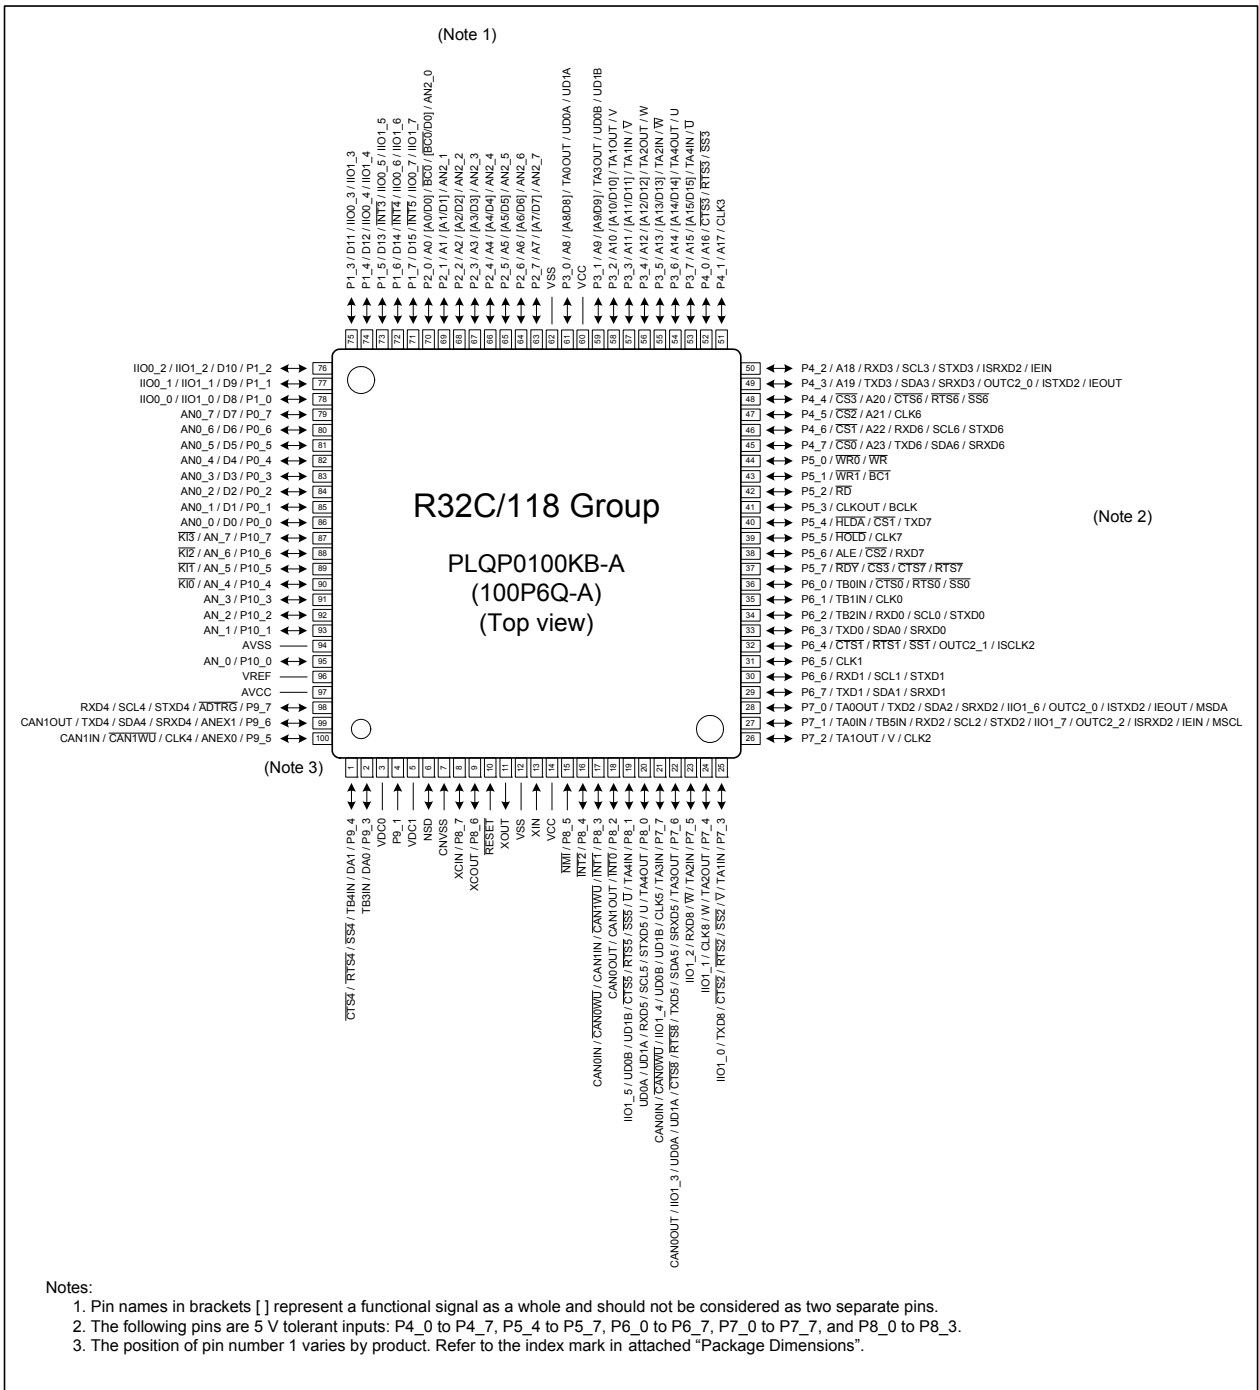 (Note 1)
P1_3 / D11 / IIO0_3 / IIO1_3
P1_4 / D12 / IIO0_4 / IIO1_4
P1_5 / D13 / INT3 / IIO0_5 / IIO1_5
P1_6 / D14 / INT4 / IIO0_6 / IIO1_6
P1_7 / D15 / INT5 / IIO0_7 / IIO1_7
P2_0 / A0 / [A0/D0] / BC0 / [BC0/D0] / AN2_0
P2_1 / A1 / [A1/D1] / AN2_1
P2_2 / A2 / [A2/D2] / AN2_2
P2_3 / A3 / [A3/D3] / AN2_3
P2_4 / A4 / [A4/D4] / AN2_4
P2_5 / A5 / [A5/D5] / AN2_5
P2_6 / A6 / [A6/D6] / AN2_6
P2_7 / A7 / [A7/D7] / AN2_7
VSS
P3_0 / A8 / [A8/D8] / TA0OUT / UD0A / UD1A
VCC
P3_1 / A9 / [A9/D9] / TA3OUT / UD0B / UD1B
P3_2 / A10 / [A10/D10] / TA1OUT / V
P3_3 / A11 / [A11/D11] / TA1IN / V
P3_4 / A12 / [A12/D12] / TA2OUT / W
P3_5 / A13 / [A13/D13] / TA2IN / W
P3_6 / A14 / [A14/D14] / TA4OUT / U
P3_7 / A15 / [A15/D15] / TA4IN / U
P4_0 / A16 / CTS3 / RTS3 / SS3
P4_1 / A17 / CLK3
75 74 73 72 71 70 69 68 67 66 65 64 63 62 61 60 59 58 57 56 55 54 53 52 51
IIO0_2 / IIO1_2 / D10 / P1_2 76
IIO0_1 / IIO1_1 / D9 / P1_1 77
IIO0_0 / IIO1_0 / D8 / P1_0 78
AN0_7 / D7 / P0_7 79
AN0_6 / D6 / P0_6 80
AN0_5 / D5 / P0_5 81
AN0_4 / D4 / P0_4 82
AN0_3 / D3 / P0_3 83
AN0_2 / D2 / P0_2 84
AN0_1 / D1 / P0_1 85
AN0_0 / D0 / P0_0 86
KI3 / AN_7 / P10_7 87
KI2 / AN_6 / P10_6 88
KI1 / AN_5 / P10_5 89
KI0 / AN_4 / P10_4 90
AN_3 / P10_3 91
AN_2 / P10_2 92
AN_1 / P10_1 93
AVSS 94
AN_0 / P10_0 95
VREF 96
AVCC 97
RXD4 / SCL4 / STXD4 / ADTRG / P9_7 98
CAN1OUT / TXD4 / SDA4 / SRXD4 / ANEX1 / P9_6 99
CAN1IN / CAN1WU / CLK4 / ANEX0 / P9_5 100
R32C/118 Group
PLQP0100KB-A
(100P6Q-A)
(Top view)
50 P4_2 / A18 / RXD3 / SCL3 / STXD3 / ISRXD2 / IEIN
49 P4_3 / A19 / TXD3 / SDA3 / SRXD3 / OUTC2_0 / ISTXD2 / IEOUT
48 P4_4 / CS3 / A20 / CTS6 / RTS6 / SS6
47 P4_5 / CS2 / A21 / CLK6
46 P4_6 / CS1 / A22 / RXD6 / SCL6 / STXD6
45 P4_7 / CS0 / A23 / TXD6 / SDA6 / SRXD6
44 P5_0 / WR0 / WR
43 P5_1 / WR1 / BC1
42 P5_2 / RD
41 P5_3 / CLKOUT / BCLK
40 P5_4 / HLDA / CS1 / TXD7
39 P5_5 / HOLD / CLK7
38 P5_6 / ALE / CS2 / RXD7
37 P5_7 / RDY / CS3 / CTS7 / RTS7
36 P6_0 / TB0IN / CTS0 / RTS0 / SS0
35 P6_1 / TB1IN / CLK0
34 P6_2 / TB2IN / RXD0 / SCL0 / STXD0
33 P6_3 / TXD0 / SDA0 / SRXD0
32 P6_4 / CTS1 / RTS1 / SS1 / OUTC2_1 / ISCLK2
31 P6_5 / CLK1
30 P6_6 / RXD1 / SCL1 / STXD1
29 P6_7 / TXD1 / SDA1 / SRXD1
28 P7_0 / TA0OUT / TXD2 / SDA2 / SRXD2 / IIO1_6 / OUTC2_0 / ISTXD2 / IEOUT / MSDA
27 P7_1 / TA0IN / TB5IN / RXD2 / SCL2 / STXD2 / IIO1_7 / OUTC2_2 / ISRXD2 / IEIN / MSCL
26 P7_2 / TA1OUT / V / CLK2
(Note 2)
(Note 3)
1 2 3 4 5 6 7 8 9 10 11 12 13 14 15 16 17 18 19 20 21 22 23 24 25
CTS4 / RTS4 / SS4 / TB4IN / DA1 / P9_4
TB3IN / DA0 / P9_3
VDC0
P9_1
VDC1
NSD
CNVSS
XCIN / P8_7
XCOUT / P8_6
RESET
XOUT
VSS
XIN
VCC
NMI / P8_5
INT2 / P8_4
CAN0IN / CAN0WU / CAN1IN / CAN1WU / INT1 / P8_3
CAN0OUT / CAN1OUT / INT0 / P8_2
IIO1_5 / UD0B / UD1B / CTS5 / RTS5 / SS5 / U / TA4IN / P8_1
UD0A / UD1A / RXD5 / SCL5 / STXD5 / U / TA4OUT / P8_0
CAN0IN / CAN0WU / IIO1_4 / UD0B / UD1B / CLK5 / TA3IN / P7_7
CAN0OUT / IIO1_3 / UD0A / UD1A / CTS8 / RTS8 / TXD5 / SDA5 / SRXD5 / TA3OUT / P7_6
IIO1_2 / RXD8 / W / TA2IN / P7_5
IIO1_1 / CLK8 / W / TA2OUT / P7_4
IIO1_0 / TXD8 / CTS2 / RTS2 / SS2 / V / TA1IN / P7_3
Notes:
1. Pin names in brackets [ ] represent a functional signal as a whole and should not be considered as two separate pins.
2. The following pins are 5 V tolerant inputs: P4_0 to P4_7, P5_4 to P5_7, P6_0 to P6_7, P7_0 to P7_7, and P8_0 to P8_3.
3. The position of pin number 1 varies by product. Refer to the index mark in attached “Package Dimensions”.